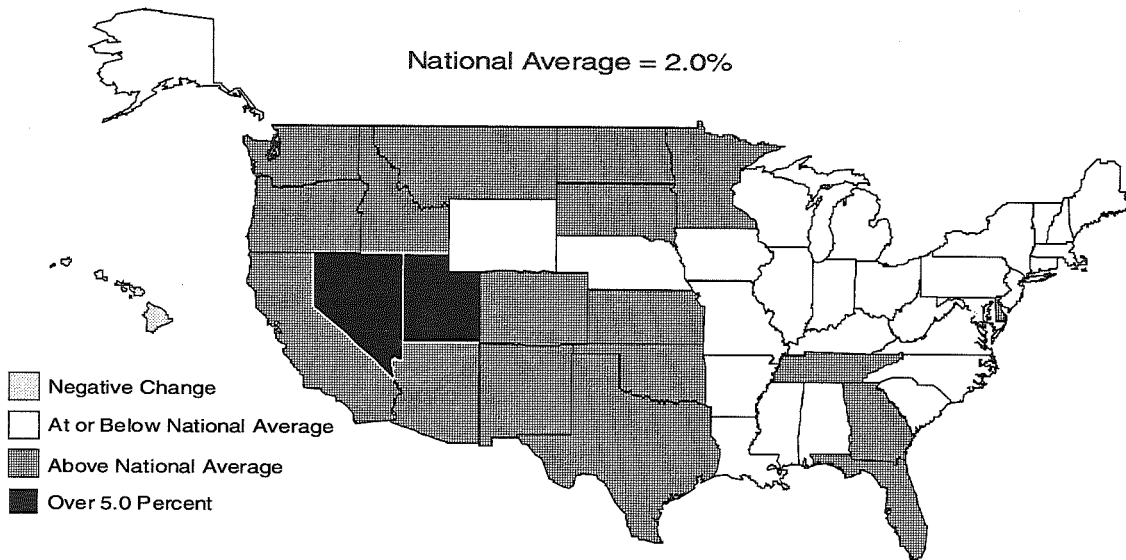 National Average = 2.0%
Negative Change
At or Below National Average
Above National Average
Over 5.0 Percent